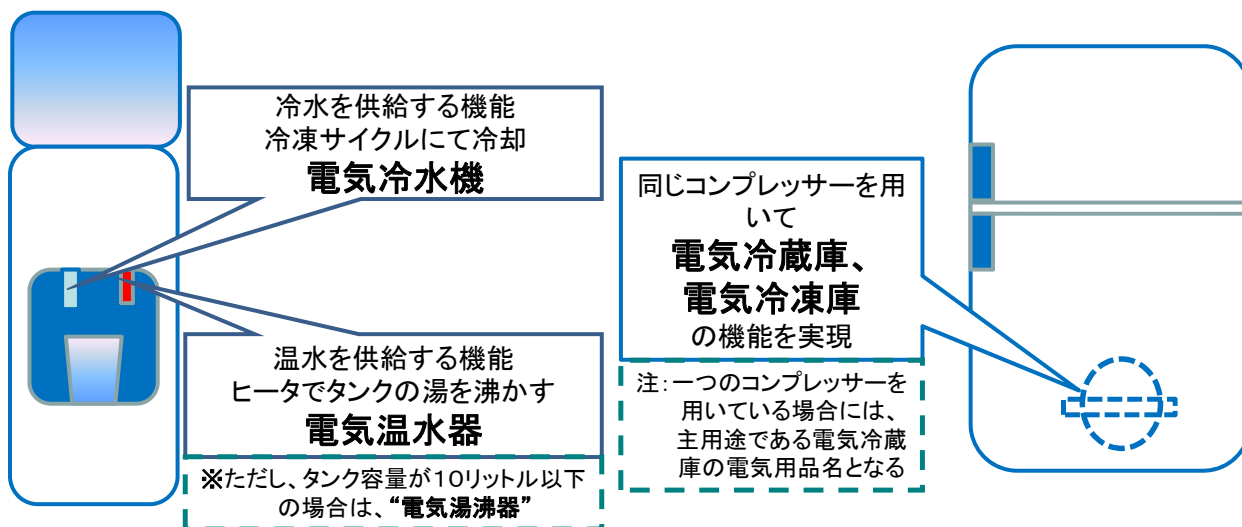 冷水を供給する機能
冷凍サイクルにて冷却
電気冷水機
温水を供給する機能
ヒータでタンクの湯を沸かす
電気温水器
※ただし、タンク容量が10リットル以下
の場合は、“電気湯沸器”
同じコンプレッサーを用
いて
電気冷蔵庫、
電気冷凍庫
の機能を実現
注:一つのコンプレッサーを
用いている場合には、
主用途である電気冷蔵
庫の電気用品名となる